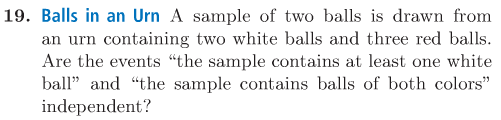 19. Balls in an Urn A sample of two balls is drawn from
an urn containing two white balls and three red balls.
Are the events “the sample contains at least one white
ball” and “the sample contains balls of both colors”
independent?